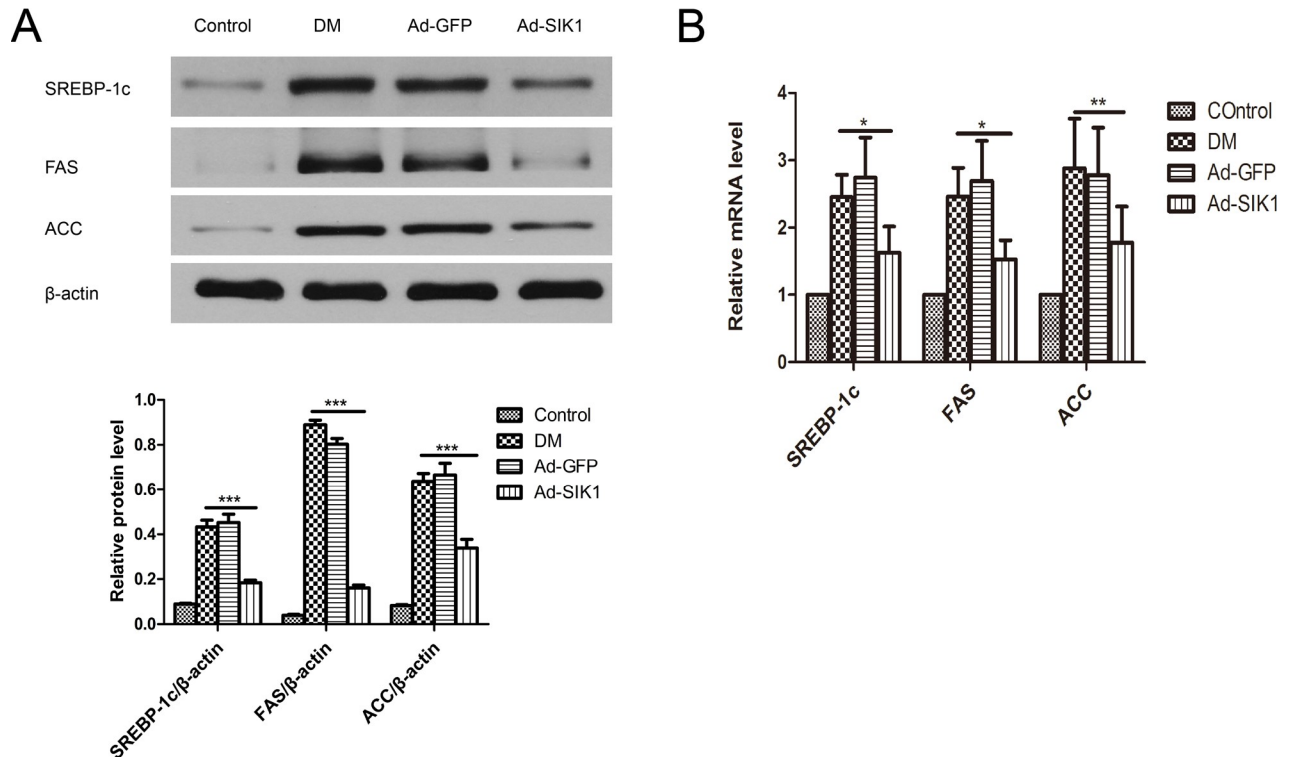 A
Control DM Ad-GFP Ad-SIK1
SREBP-1c
FAS
ACC
β-actin
Relative protein level
1.0
0.8
0.6
0.4
0.2
0.0
***
***
***
SREBP-1c/β-actin
FAS/β-actin
ACC/β-actin
Control
DM
Ad-GFP
Ad-SIK1
B
Relative mRNA level
4
3
2
1
0
*
*
**
SREBP-1c
FAS
ACC
COntrol
DM
Ad-GFP
Ad-SIK1